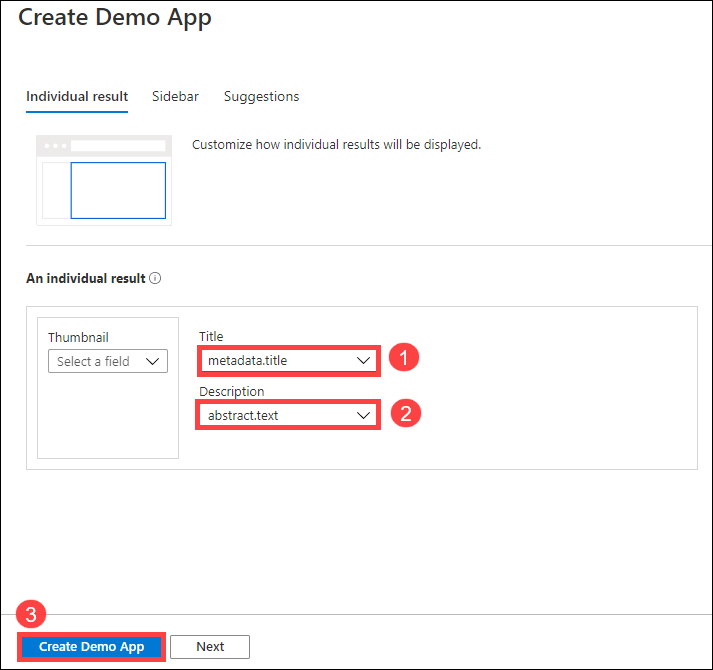 Create Demo App
Individual result Sidebar Suggestions
Customize how individual results will be displayed.
An individual result
Thumbnail
Select a field
Title
metadata.title
1
Description
abstract.text
2
3
Create Demo App Next